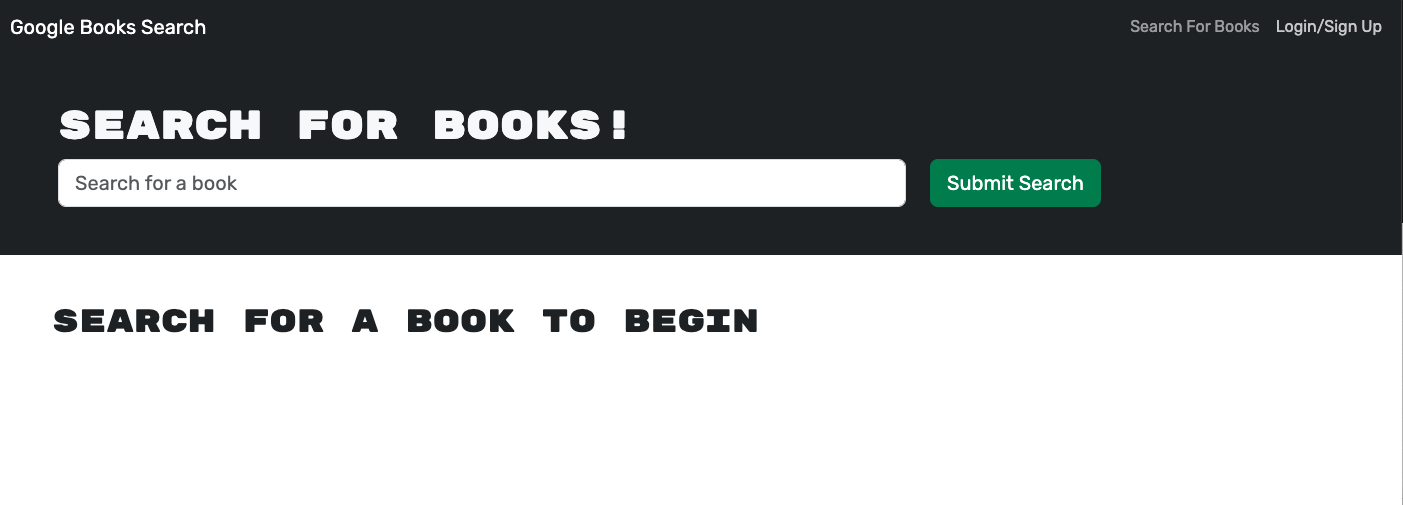 Google Books Search
Search For Books
Login/Sign Up
SEARCH FOR BOOKS!
Search for a book
Submit Search
SEARCH FOR A BOOK TO BEGIN